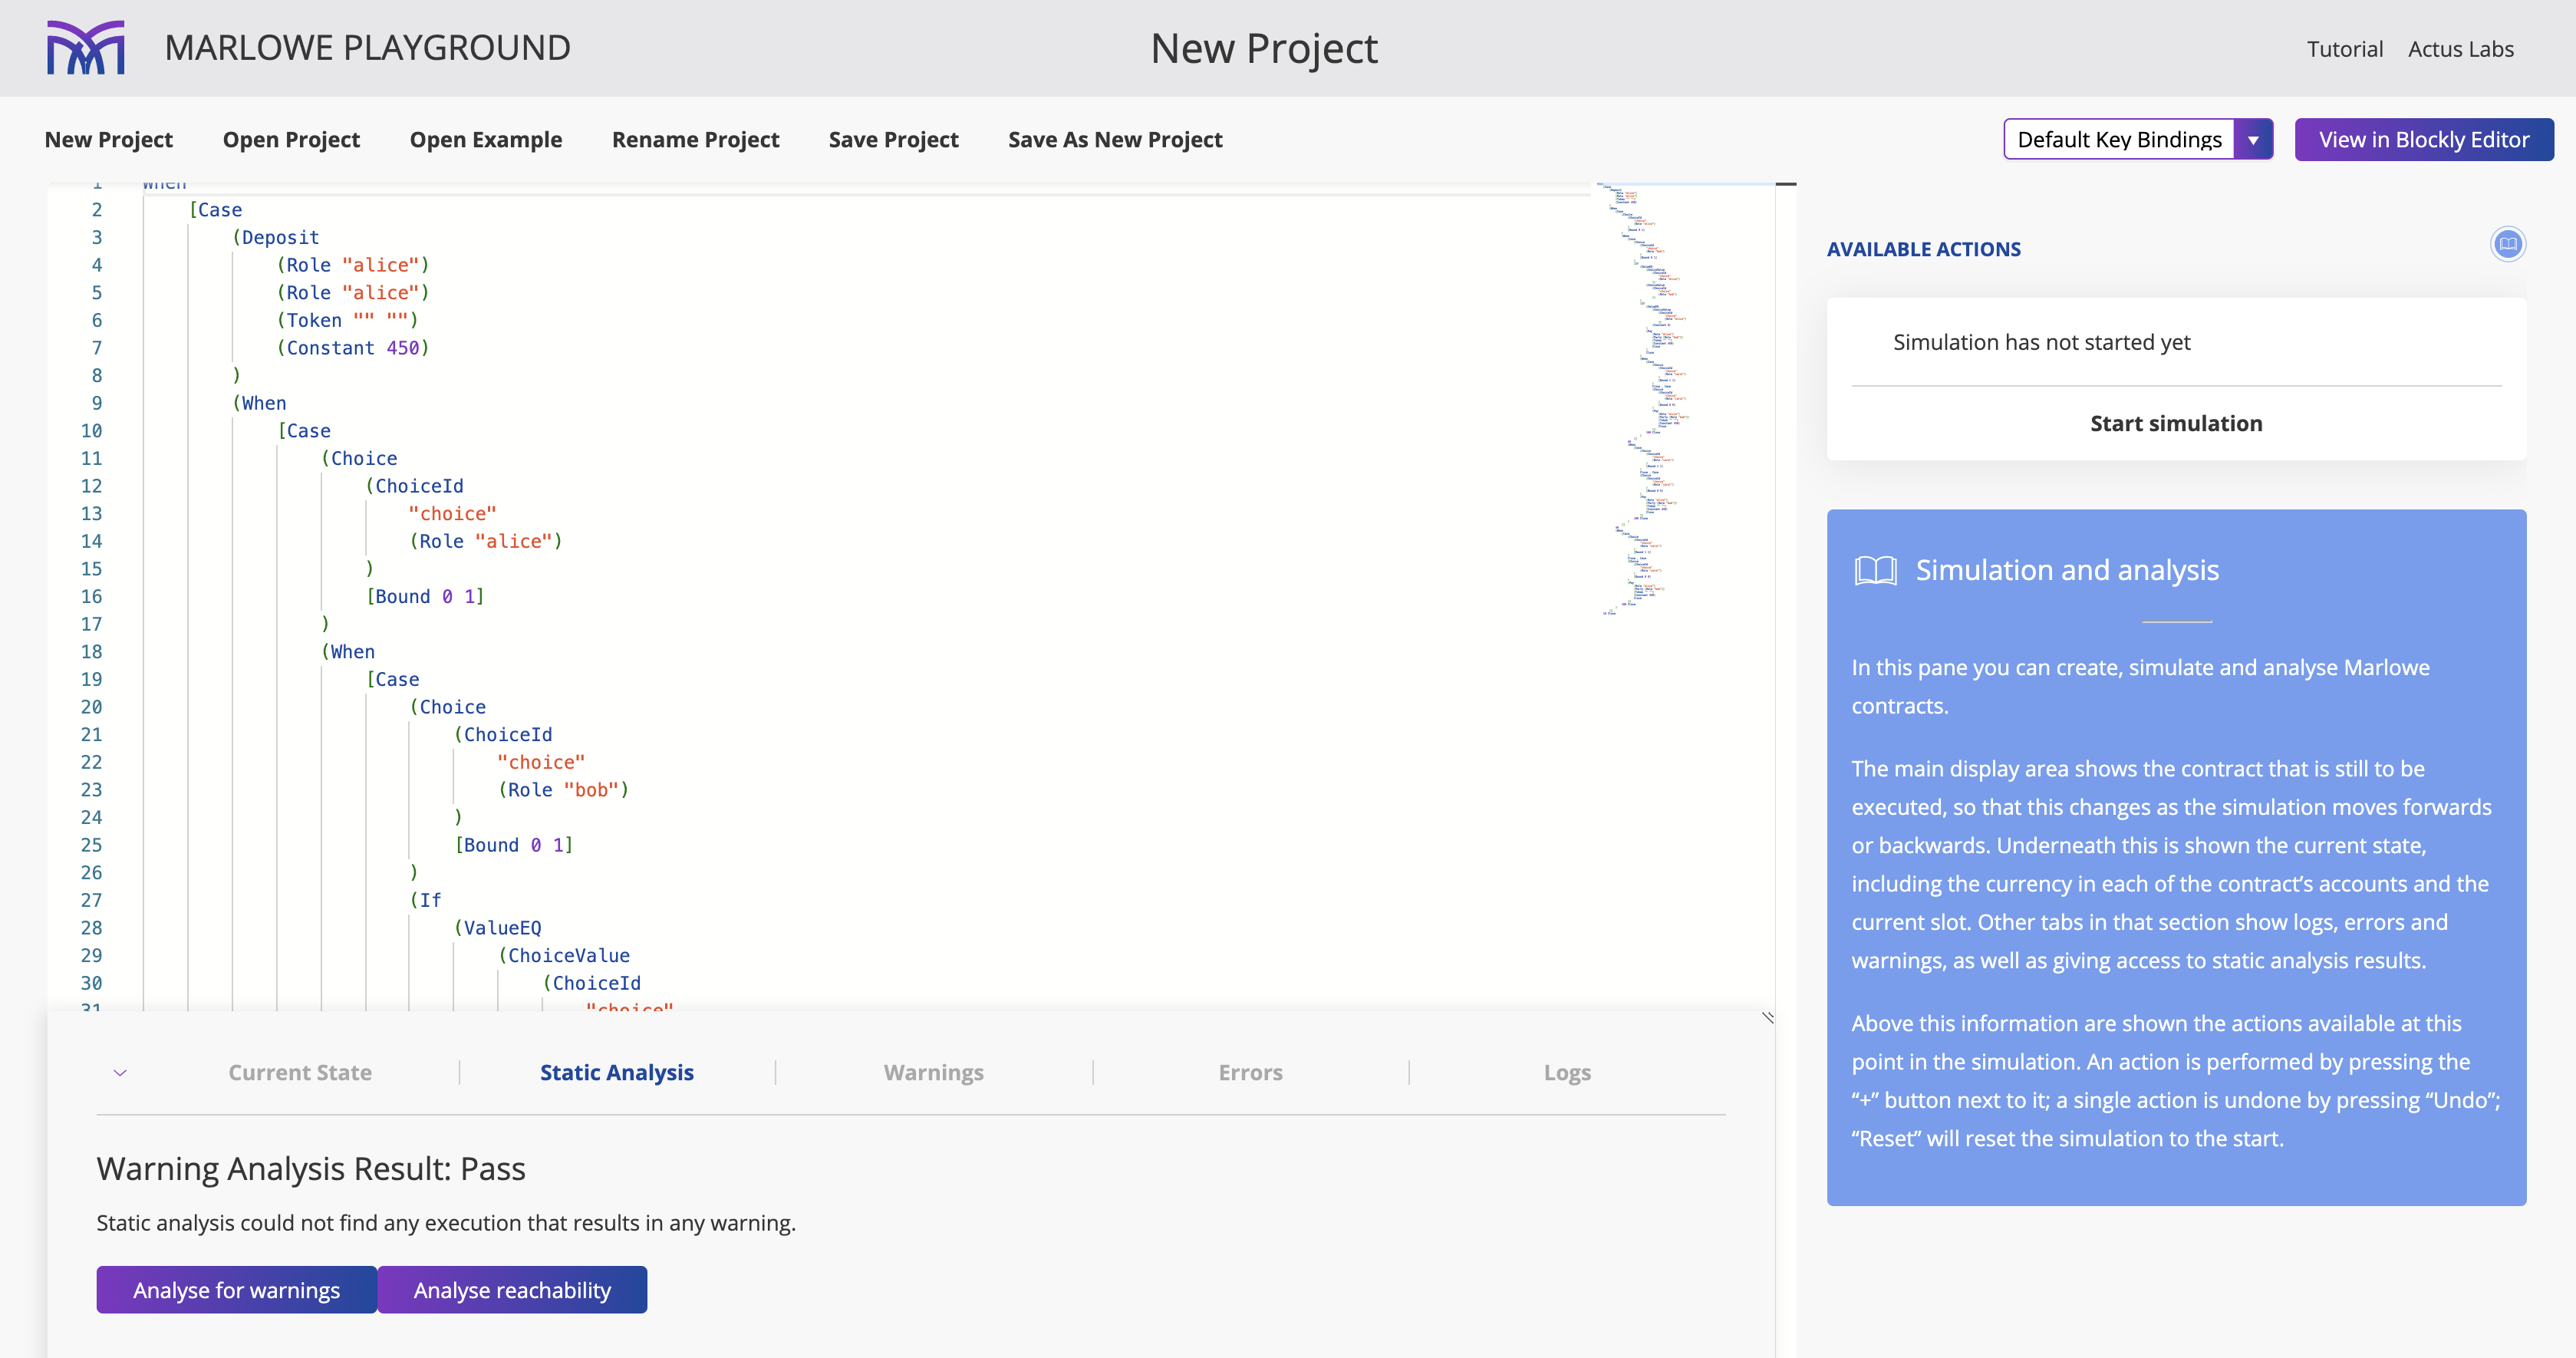 MARLOWE PLAYGROUND
New Project
Tutorial Actus Labs
New Project Open Project Open Example Rename Project Save Project Save As New Project
Default Key Bindings
View in Blockly Editor
1 When
2 [Case
3 (Deposit
4 (Role "alice")
5 (Role "alice")
6 (Token "" "")
7 (Constant 450)
8 )
9 (When
10 [Case
11 (Choice
12 (ChoiceId
13 "choice"
14 (Role "alice")
15 )
16 [Bound 0 1]
17 )
18 (When
19 [Case
20 (Choice
21 (ChoiceId
22 "choice"
23 (Role "bob")
24 )
25 [Bound 0 1]
26 )
27 (If
28 (ValueEQ
29 (ChoiceValue
30 (ChoiceId
31 "choice"
Current State Static Analysis Warnings Errors Logs
Warning Analysis Result: Pass
Static analysis could not find any execution that results in any warning.
Analyse for warnings Analyse reachability
AVAILABLE ACTIONS
Simulation has not started yet
Start simulation
Simulation and analysis
In this pane you can create, simulate and analyse Marlowe
contracts.
The main display area shows the contract that is still to be
executed, so that this changes as the simulation moves forwards
or backwards. Underneath this is shown the current state,
including the currency in each of the contract’s accounts and the
current slot. Other tabs in that section show logs, errors and
warnings, as well as giving access to static analysis results.
Above this information are shown the actions available at this
point in the simulation. An action is performed by pressing the
“+” button next to it; a single action is undone by pressing “Undo”;
“Reset” will reset the simulation to the start.